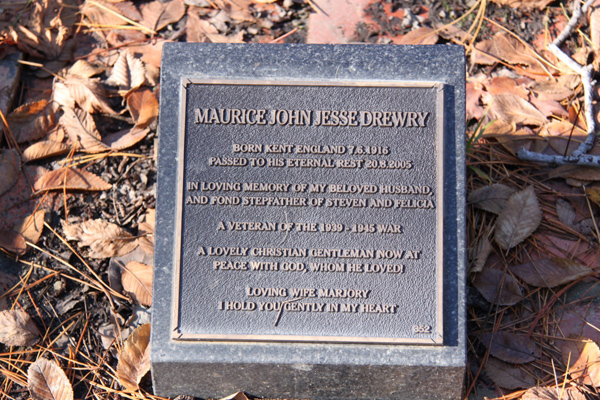 MAURICE JOHN JESSE DREWRY
BORN KENT ENGLAND 7.6.1916
PASSED TO HIS ETERNAL REST 20.8.2005
IN LOVING MEMORY OF MY BELOVED HUSBAND,
AND FOND STEPFATHER OF STEVEN AND FELICIA
A VETERAN OF THE 1939 - 1945 WAR
A LOVELY CHRISTIAN GENTLEMAN NOW AT
PEACE WITH GOD, WHOM HE LOVED!
LOVING WIFE MARJORY
I HOLD YOU GENTLY IN MY HEART
952